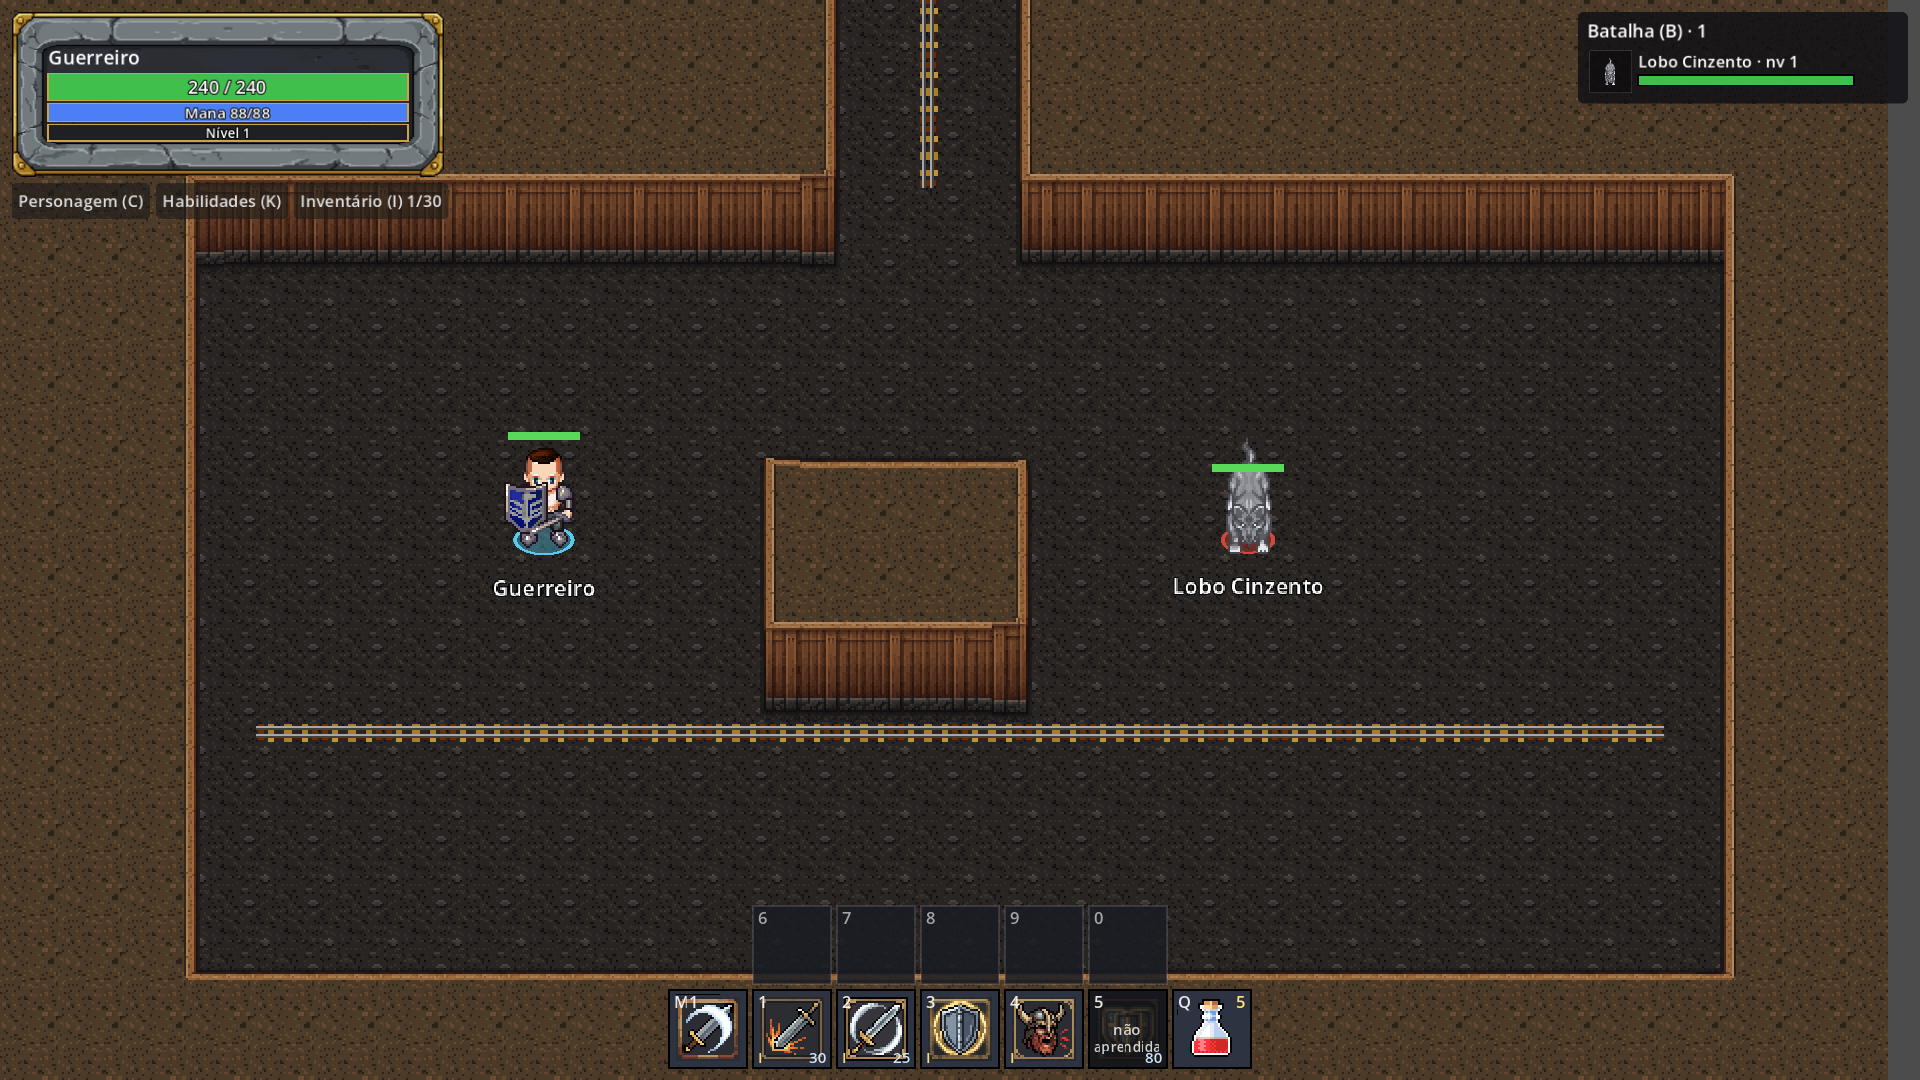 Guerreiro
240 / 240
Mana 88/88
Nível 1
Personagem (C)
Habilidades (K)
Inventário (I) 1/30
Batalha (B) · 1
Lobo Cinzento · nv 1
Guerreiro
Lobo Cinzento
6
7
8
9
0
M1
1
I
30
2
I
25
3
I
4
I
5
não
aprendida
80
Q
5